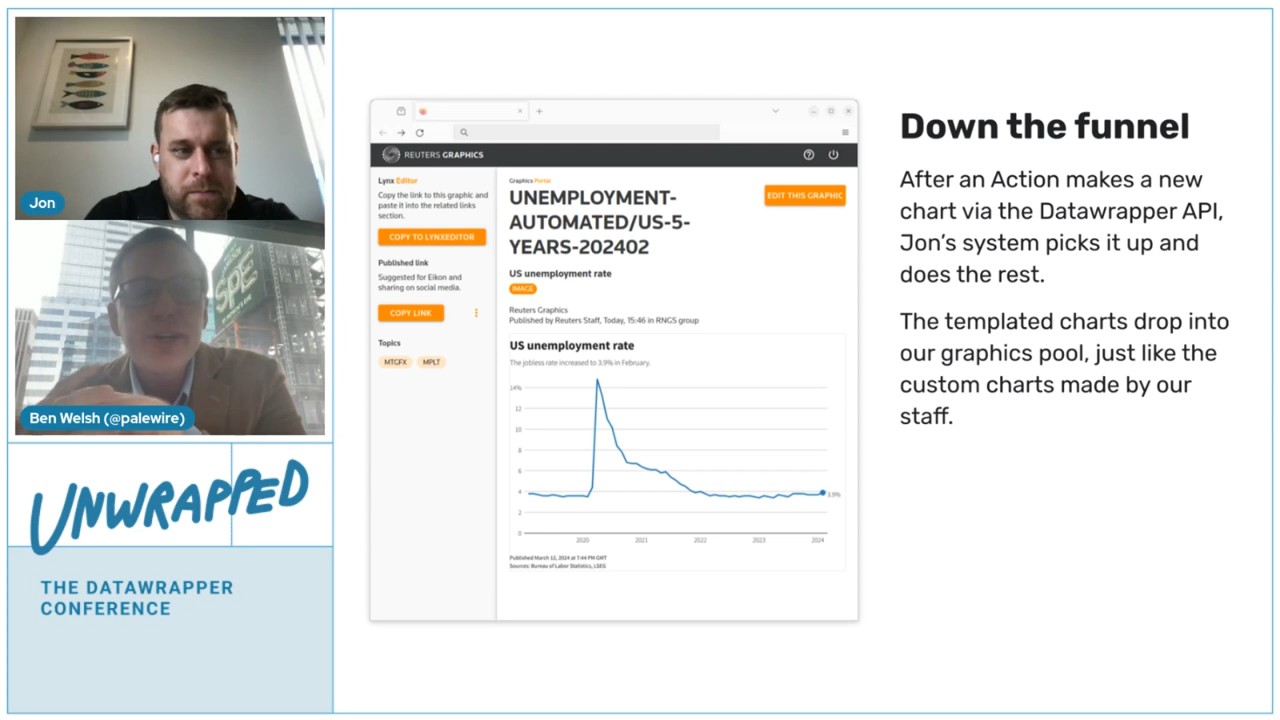 Jon
SPE
Ben Welsh (@palewire)
UNWRAPPED
THE DATAWRAPPER
CONFERENCE
REUTERS GRAPHICS
Lynx Editor
Copy the link to this graphic and
paste it into the related links
section.
COPY TO LYNXEDITOR
Published link
Suggested for Eikon and
sharing on social media.
COPY LINK
Topics
MTGFX MPLT
Graphics Portal
UNEMPLOYMENT-
AUTOMATED/US-5-
YEARS-202402
EDIT THIS GRAPHIC
US unemployment rate
IMAGE
Reuters Graphics
Published by Reuters Staff, Today, 15:46 in RNGS group
US unemployment rate
The jobless rate increased to 3.9% in February.
14%
12
10
8
6
4
3.9%
2
0
2020 2021 2022 2023 2024
Published March 12, 2024 at 7:44 PM GMT
Sources: Bureau of Labor Statistics, LSEG
Down the funnel
After an Action makes a new
chart via the Datawrapper API,
Jon’s system picks it up and
does the rest.
The templated charts drop into
our graphics pool, just like the
custom charts made by our
staff.